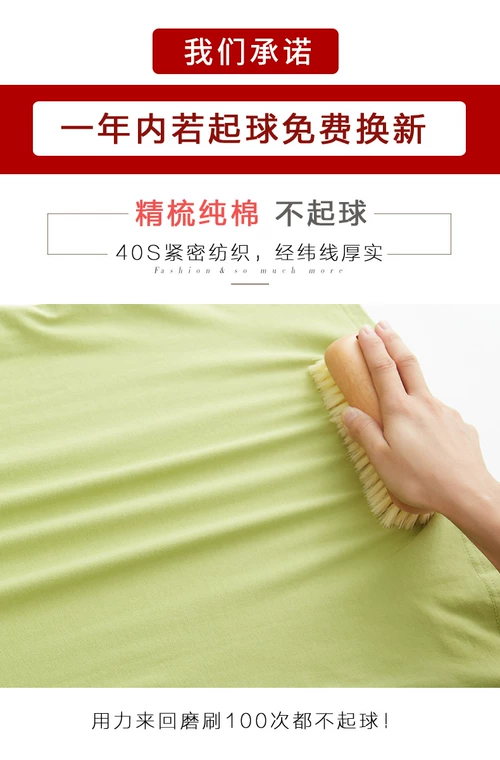 我们承诺
一年内若起球免费换新
精梳纯棉 不起球
40S紧密纺织，经纬线厚实
Fashion & so much more
用力来回磨刷100次都不起球！